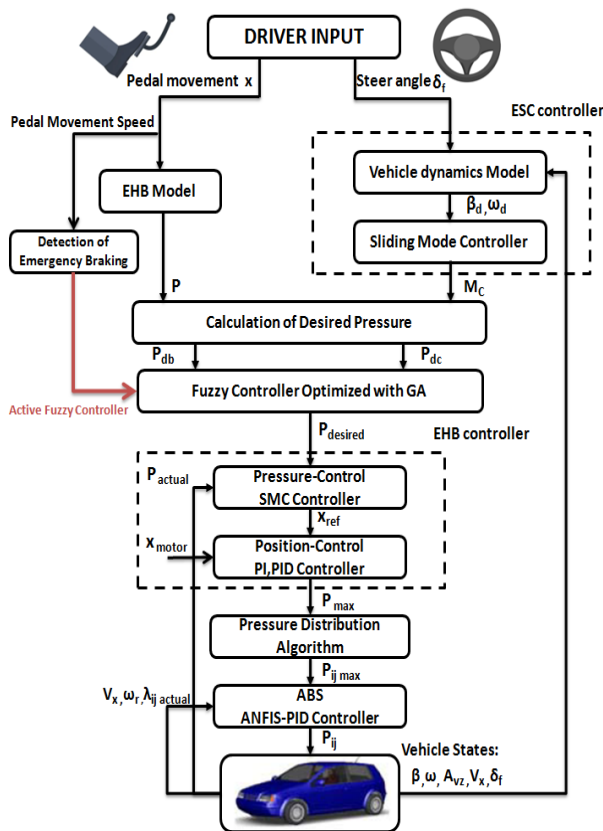 DRIVER INPUT
Pedal movement x
Steer angle δf
ESC controller
Pedal Movement Speed
Vehicle dynamics Model
EHB Model
βd,ωd
Detection of
Emergency Braking
Sliding Mode Controller
P
MC
Calculation of Desired Pressure
Pdb
Pdc
Fuzzy Controller Optimized with GA
Active Fuzzy Controller
Pdesired
EHB controller
Pactual
Pressure-Control
SMC Controller
xref
xmotor
Position-Control
PI,PID Controller
Pmax
Pressure Distribution
Algorithm
Pij max
Vx,ωr,λij actual
ABS
ANFIS-PID Controller
Pij
Vehicle States:
β,ω, Avz,Vx,δf